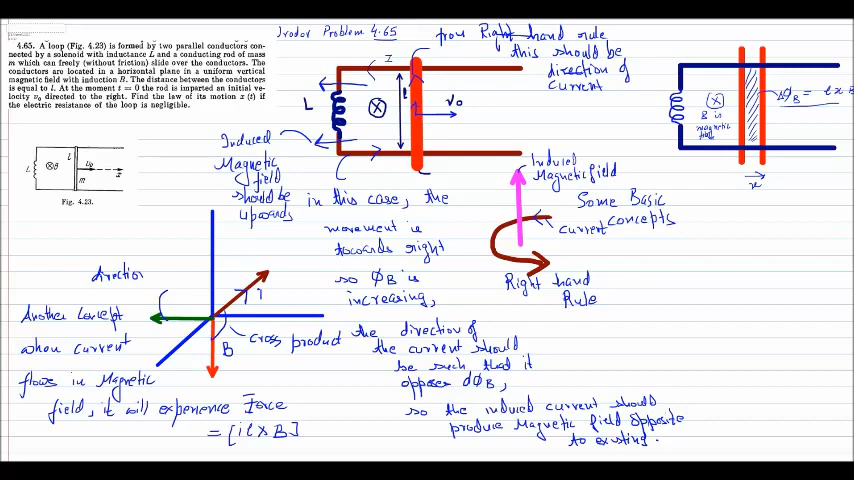 Irodov Problem 4.65
4.65. A loop (Fig. 4.23) is formed by two parallel conductors con-
nected by a solenoid with inductance L and a conducting rod of mass
m which can freely (without friction) slide over the conductors. The
conductors are located in a horizontal plane in a uniform vertical
magnetic field with induction B. The distance between the conductors
is equal to l. At the moment t = 0 the rod is imparted an initial ve-
locity v₀ directed to the right. Find the law of its motion x (t) if
the electric resistance of the loop is negligible.
L
⊗B
l
v₀
m
x
Fig. 4.23.
from Right hand rule
this should be
direction of
current
I
L
⊗
l
v₀
⊗
B is
magnetic
field
ΔφB = l x B
x
Induced
Magnetic
field
should be
upwards
in this case, the
movement is
towards right
so φB is
increasing,
the direction of
the current should
be such that it
opposes dφB,
so the induced current should
produce Magnetic field opposite
to existing.
Induced
Magnetic field
Some Basic
concepts
current
Right hand
Rule
direction
I
B
cross product
Another concept
when current
flows in Magnetic
field, it will experience Force
= [il x B]